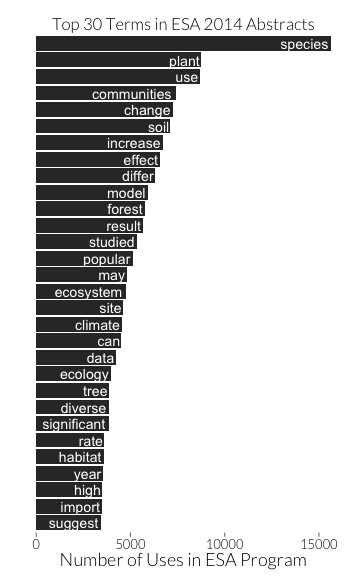 Top 30 Terms in ESA 2014 Abstracts
species
plant
use
communities
change
soil
increase
effect
differ
model
forest
result
studied
popular
may
ecosystem
site
climate
can
data
ecology
tree
diverse
significant
rate
habitat
year
high
import
suggest
0 5000 10000 15000
Number of Uses in ESA Program